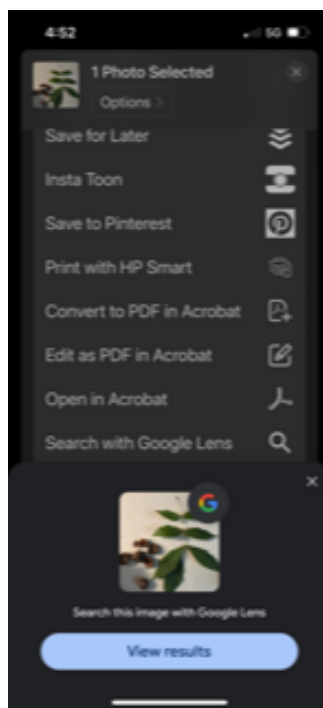 4:52
5G
1 Photo Selected
Options >
Save for Later
Insta Toon
Save to Pinterest
Print with HP Smart
Convert to PDF in Acrobat
Edit as PDF in Acrobat
Open in Acrobat
Search with Google Lens
Search this image with Google Lens
View results